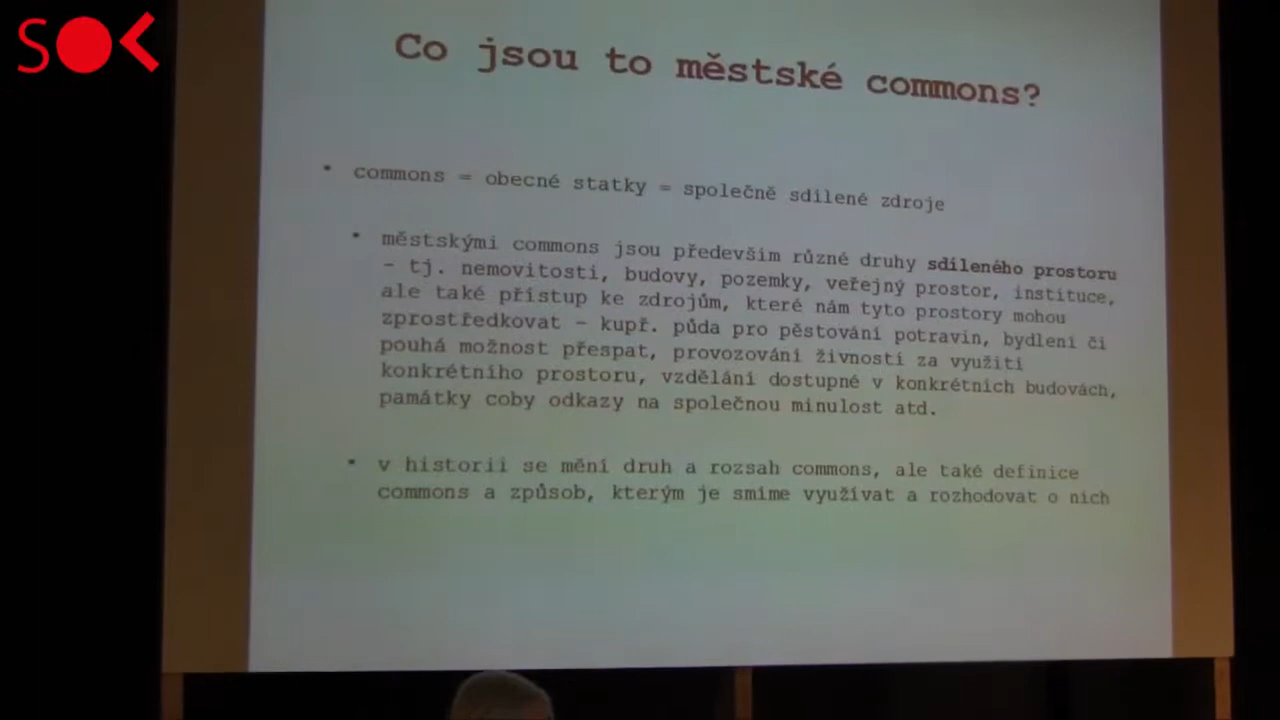 SOK
Co jsou to městské commons?
• commons = obecné statky = společně sdílené zdroje
• městskými commons jsou především různé druhy sdíleného prostoru
- tj. nemovitosti, budovy, pozemky, veřejný prostor, instituce,
ale také přístup ke zdrojům, které nám tyto prostory mohou
zprostředkovat - kupř. půda pro pěstování potravin, bydlení či
pouhá možnost přespat, provozování živností za využití
konkrétního prostoru, vzdělání dostupné v konkrétních budovách,
památky coby odkazy na společnou minulost atd.
• v historii se mění druh a rozsah commons, ale také definice
commons a způsob, kterým je smíme využívat a rozhodovat o nich